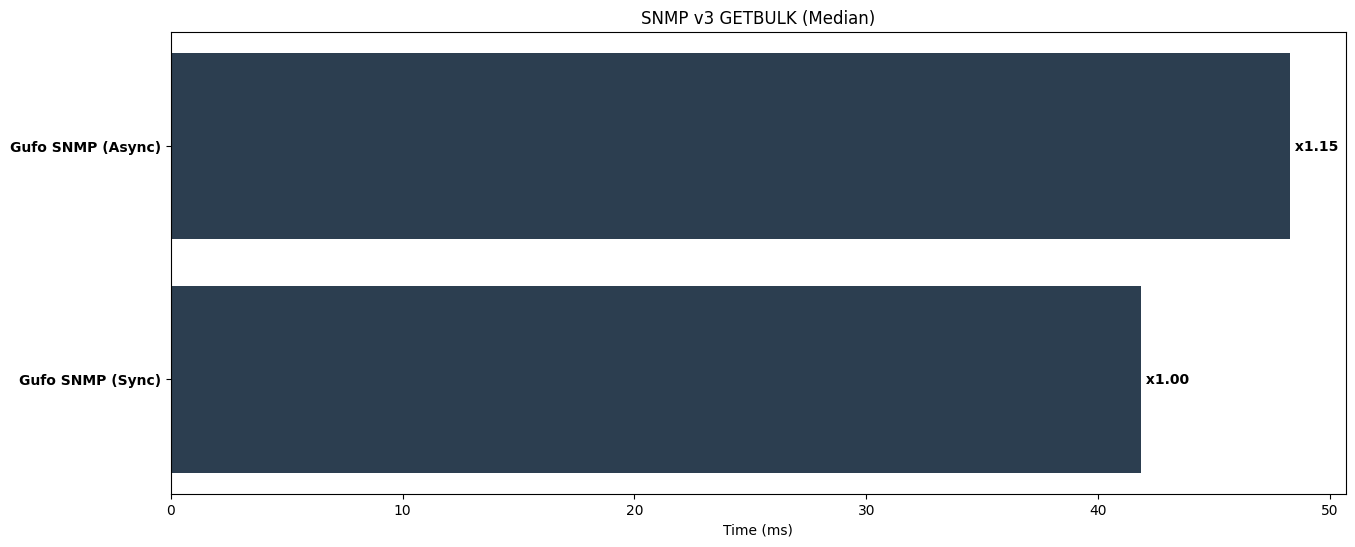 SNMP v3 GETBULK (Median)
Gufo SNMP (Async)
x1.15
Gufo SNMP (Sync)
x1.00
0 10 20 30 40 50
Time (ms)